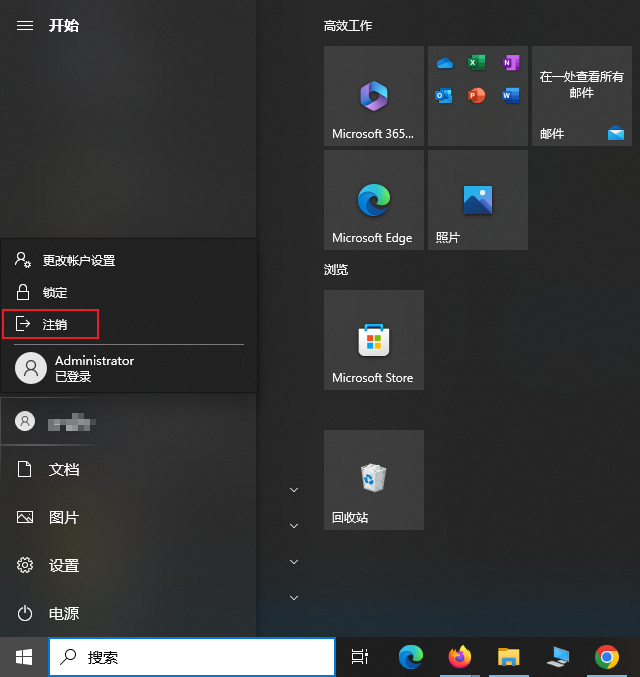 开始
更改帐户设置
锁定
注销
Administrator
已登录
文档
图片
设置
电源
高效工作
Microsoft 365...
在一处查看所有
邮件
邮件
Microsoft Edge
照片
浏览
Microsoft Store
回收站
搜索